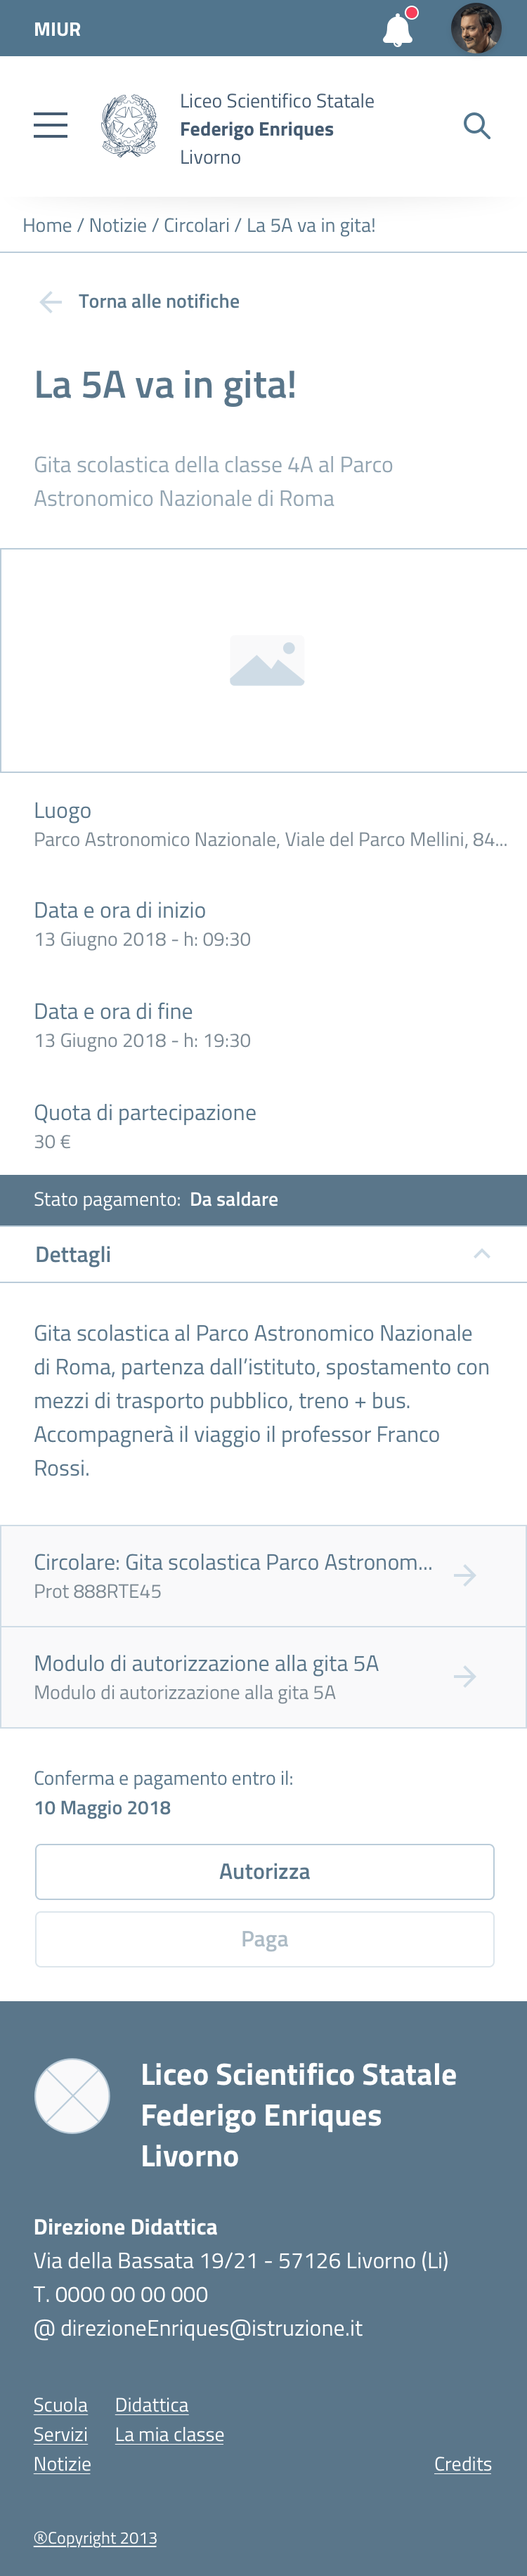 MIUR
Liceo Scientifico Statale
Federigo Enriques
Livorno
Home / Notizie / Circolari / La 5A va in gita!
Torna alle notifiche
La 5A va in gita!
Gita scolastica della classe 4A al Parco
Astronomico Nazionale di Roma
Luogo
Parco Astronomico Nazionale, Viale del Parco Mellini, 84...
Data e ora di inizio
13 Giugno 2018 - h: 09:30
Data e ora di fine
13 Giugno 2018 - h: 19:30
Quota di partecipazione
30 €
Stato pagamento: Da saldare
Dettagli
Gita scolastica al Parco Astronomico Nazionale
di Roma, partenza dall’istituto, spostamento con
mezzi di trasporto pubblico, treno + bus.
Accompagnerà il viaggio il professor Franco
Rossi.
Circolare: Gita scolastica Parco Astronom...
Prot 888RTE45
Modulo di autorizzazione alla gita 5A
Modulo di autorizzazione alla gita 5A
Conferma e pagamento entro il:
10 Maggio 2018
Autorizza
Paga
Liceo Scientifico Statale
Federigo Enriques
Livorno
Direzione Didattica
Via della Bassata 19/21 - 57126 Livorno (Li)
T. 0000 00 00 000
@ direzioneEnriques@istruzione.it
Scuola Didattica
Servizi La mia classe
Notizie Credits
®Copyright 2013